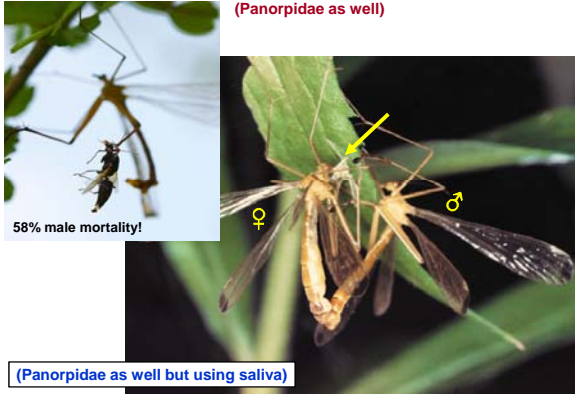 (Panorpidae as well)
58% male mortality!
♀
♂
(Panorpidae as well but using saliva)